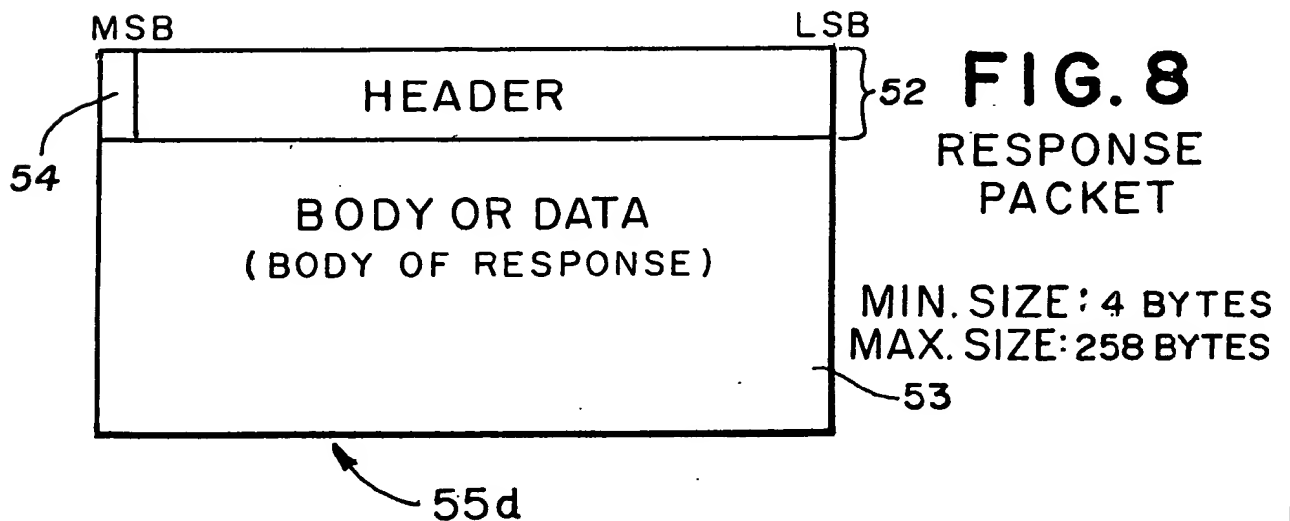 MSB
LSB
HEADER
52
FIG. 8
RESPONSE
PACKET
54
BODY OR DATA
(BODY OF RESPONSE)
MIN. SIZE: 4 BYTES
MAX. SIZE: 258 BYTES
53
55d